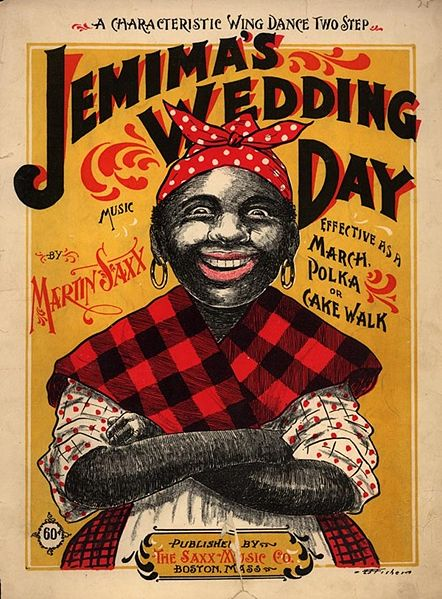 A CHARACTERISTIC WING DANCE TWO STEP
JEMIMA'S
WEDDING
DAY
MUSIC
BY
MARTIN SAXX
EFFECTIVE AS A
MARCH,
POLKA
OR
CAKE WALK
60¢
PUBLISHED BY
THE SAXX MUSIC CO.
BOSTON, MASS